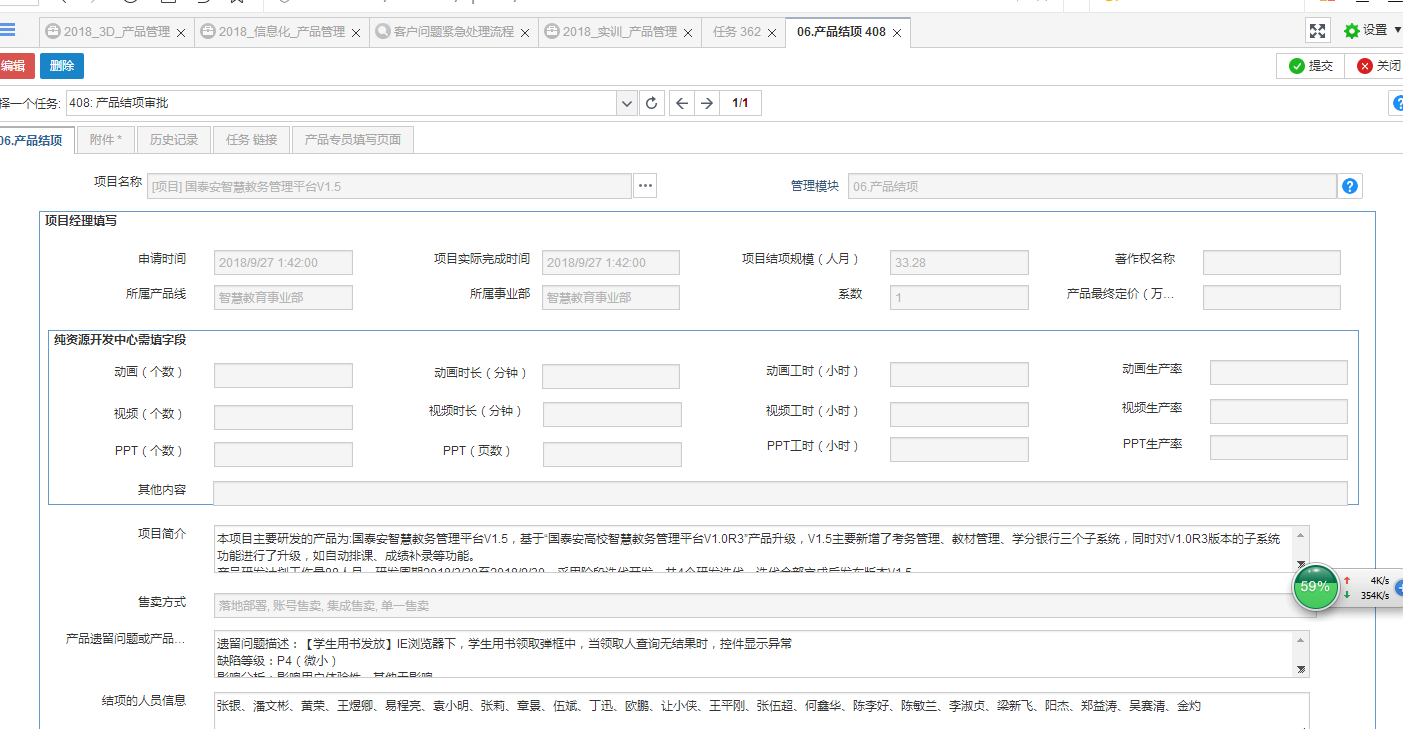 2018_3D_产品管理 2018_信息化_产品管理 客户问题紧急处理流程 2018_实训_产品管理 任务 362 06.产品结项 408 设置
编辑 删除 提交 关闭
择一个任务: 408: 产品结项审批 1/1
06.产品结项 附件 * 历史记录 任务 链接 产品专员填写页面
项目名称 [项目] 国泰安智慧教务管理平台V1.5 ... 管理模块 06.产品结项
项目经理填写
申请时间 2018/9/27 1:42:00 项目实际完成时间 2018/9/27 1:42:00 项目结项规模（人月） 33.28 著作权名称
所属产品线 智慧教育事业部 所属事业部 智慧教育事业部 系数 1 产品最终定价（万...
纯资源开发中心需填字段
动画（个数） 动画时长（分钟） 动画工时（小时） 动画生产率
视频（个数） 视频时长（分钟） 视频工时（小时） 视频生产率
PPT（个数） PPT（页数） PPT工时（小时） PPT生产率
其他内容
项目简介 本项目主要研发的产品为:国泰安智慧教务管理平台V1.5，基于“国泰安高校智慧教务管理平台V1.0R3”产品升级，V1.5主要新增了考务管理、教材管理、学分银行三个子系统，同时对V1.0R3版本的子系统
功能进行了升级，如自动排课、成绩补录等功能。
59% 4K/s
354K/s
售卖方式 落地部署, 账号售卖, 集成售卖, 单一售卖
产品遗留问题或产品... 遗留问题描述：【学生用书发放】IE浏览器下，学生用书领取弹框中，当领取人查询无结果时，控件显示异常
缺陷等级：P4（微小）
影响分析：影响用户体验性，其他无影响
结项的人员信息 张银、潘文彬、黄荣、王煜卿、易程亮、袁小明、张莉、章景、伍斌、丁迅、欧鹏、让小侠、王平刚、张伍超、何鑫华、陈李好、陈敏兰、李淑贞、梁新飞、阳杰、郑益涛、吴赛清、金灼